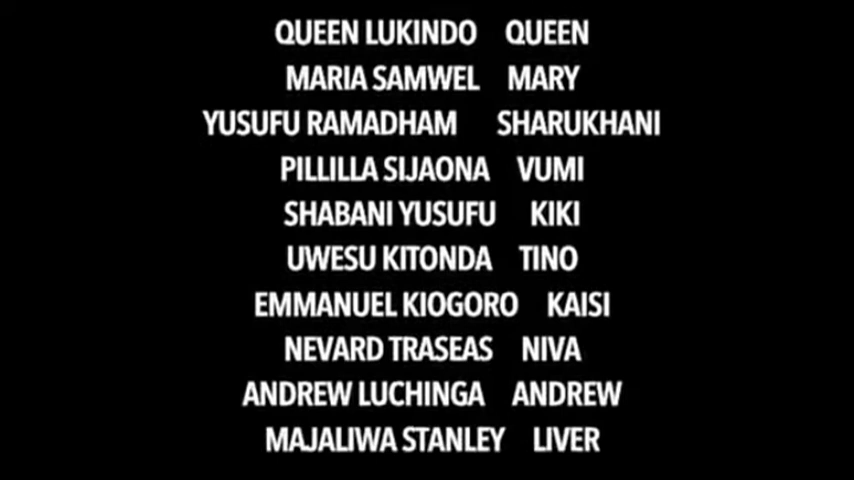 QUEEN LUKINDO QUEEN
MARIA SAMWEL MARY
YUSUFU RAMADHAM SHARUKHANI
PILLILLA SIJAONA VUMI
SHABANI YUSUFU KIKI
UWESU KITONDA TINO
EMMANUEL KIOGORO KAISI
NEVARD TRASEAS NIVA
ANDREW LUCHINGA ANDREW
MAJALIWA STANLEY LIVER